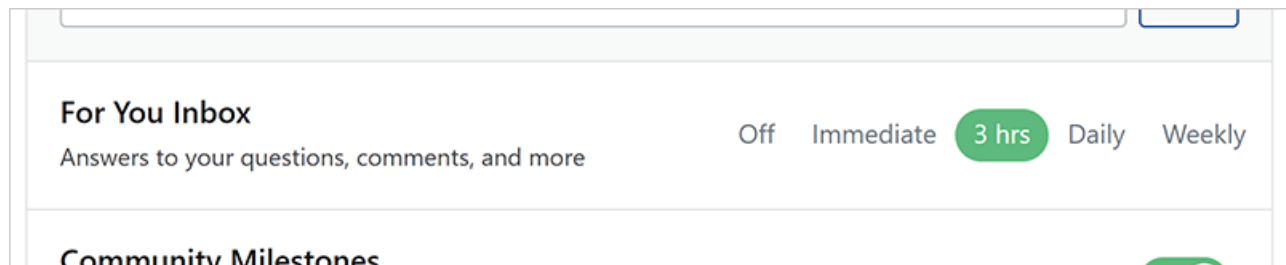 For You Inbox
Answers to your questions, comments, and more
Off Immediate 3 hrs Daily Weekly
Community Milestones